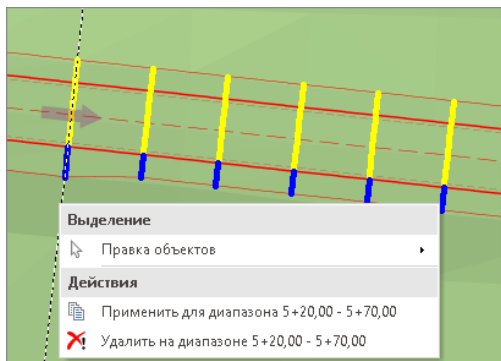 Выделение
Правка объектов
Действия
Применить для диапазона 5+20,00 - 5+70,00
Удалить на диапазоне 5+20,00 - 5+70,00